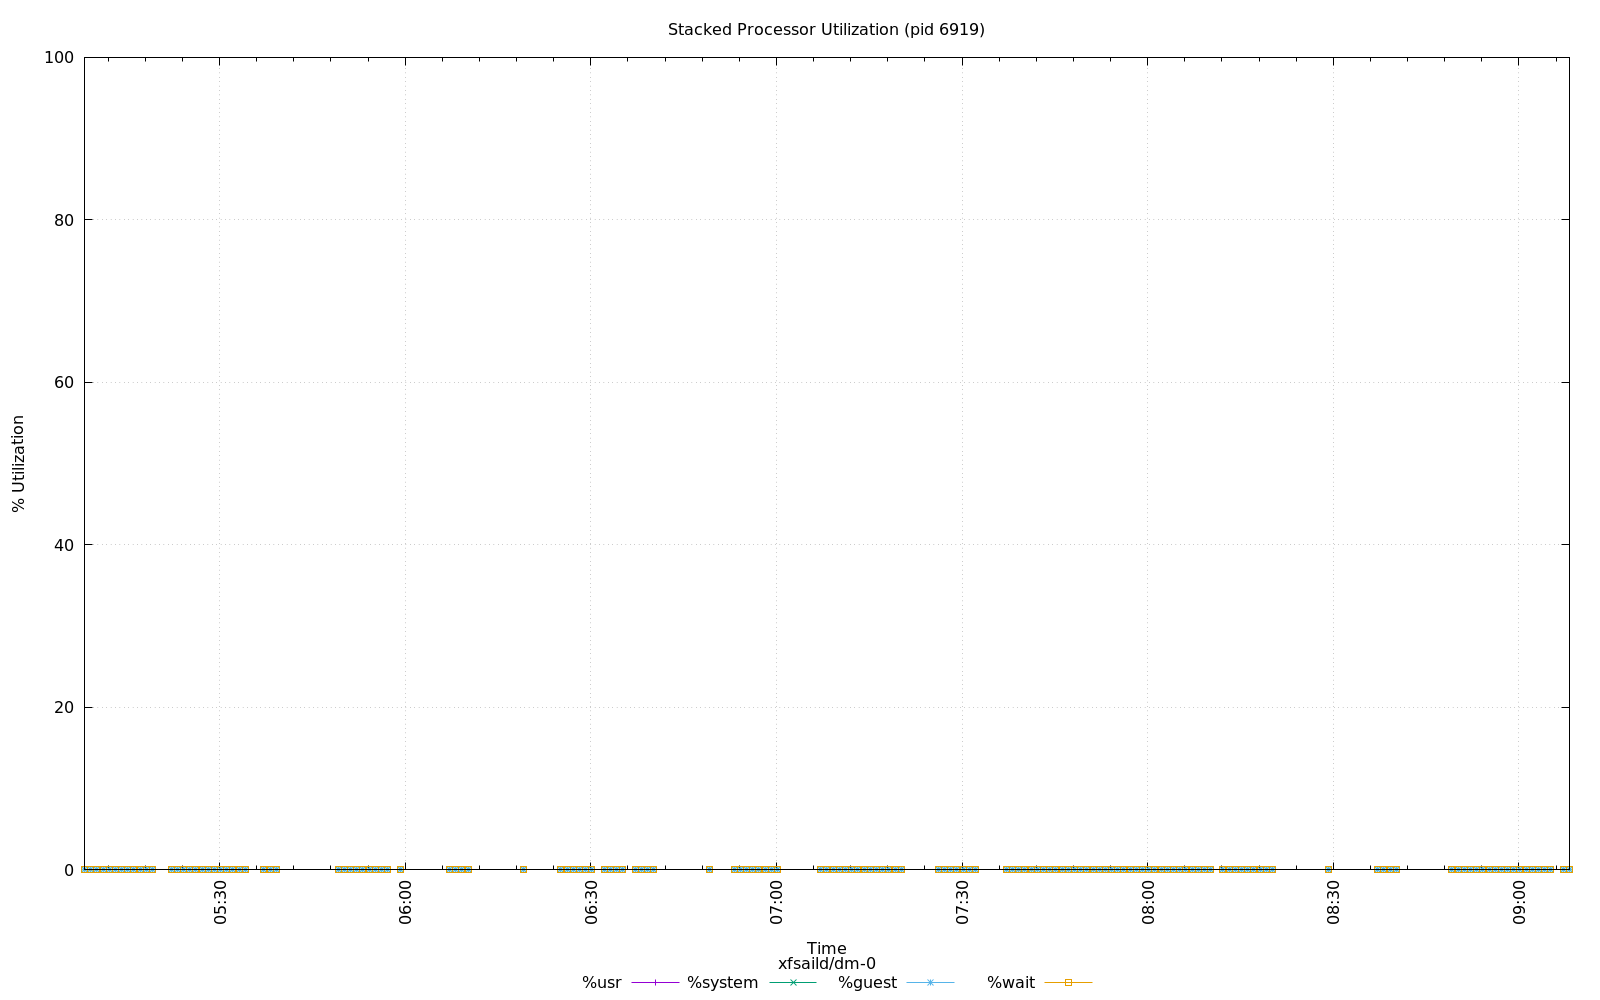 Stacked Processor Utilization (pid 6919)
100
80
60
40
20
0
% Utilization
05:30
06:00
06:30
07:00
07:30
08:00
08:30
09:00
Time
xfsaild/dm-0
%usr %system %guest %wait